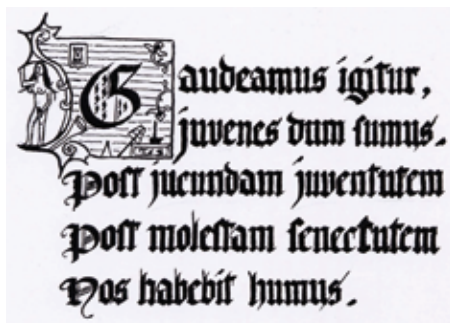 Gaudeamus igitur,
juvenes dum sumus.
Post jucundam juventutem
Post molestam senectutem
Nos habebit humus.